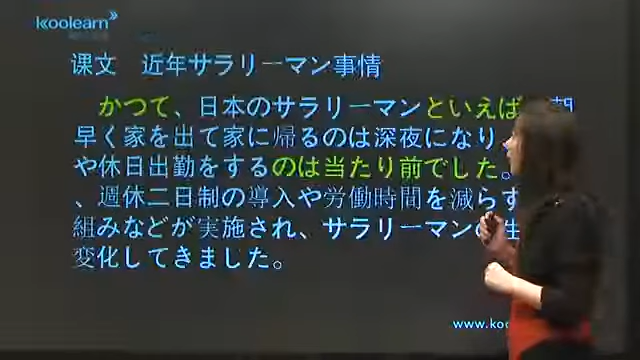 koolearn
课文 近年サラリーマン事情
かつて、日本のサラリーマンといえば 朝
早く家を出て家に帰るのは深夜になり、
や休日出勤をするのは当たり前でした。
、週休二日制の導入や労働時間を減らす
組みなどが実施され、サラリーマンの生
変化してきました。
www.koo